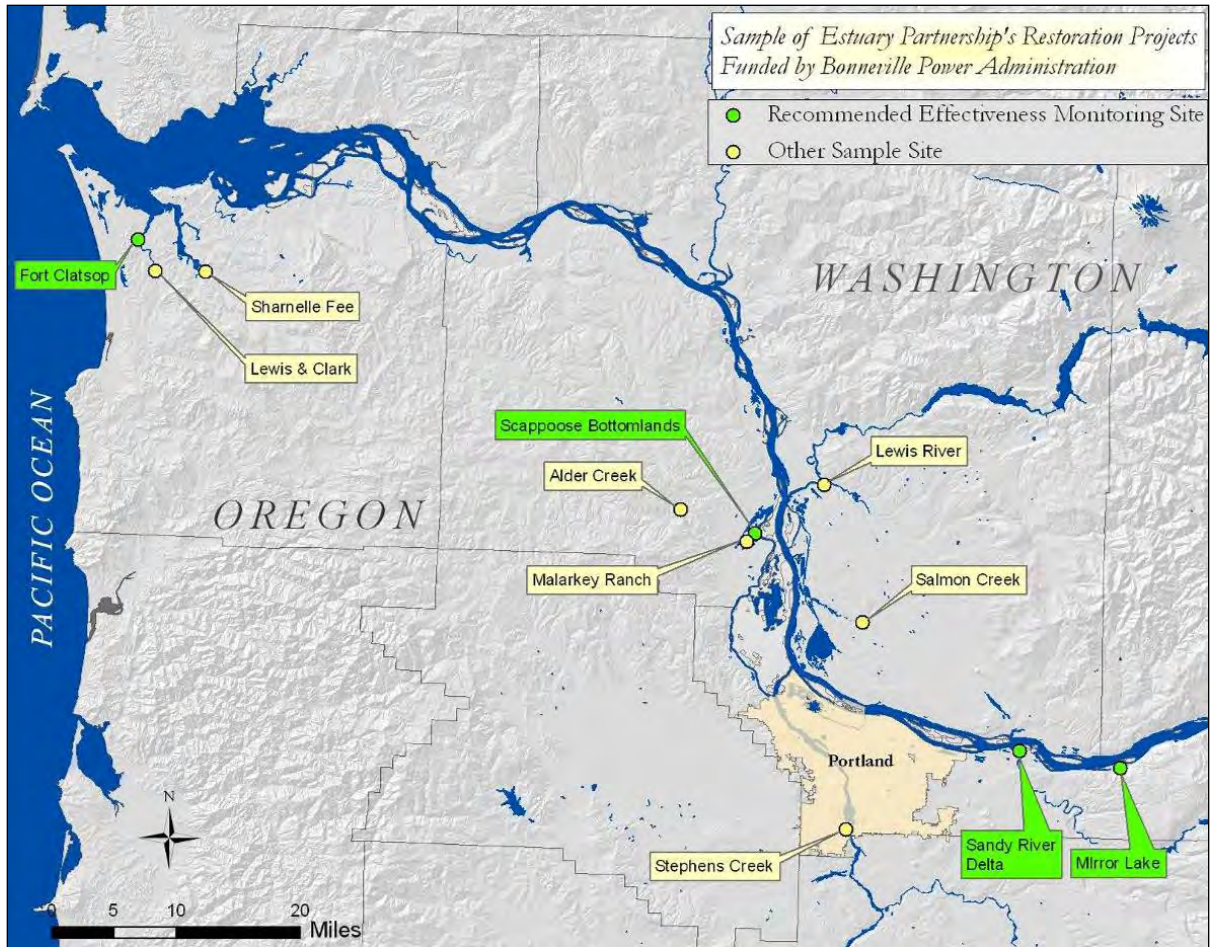 Sample of Estuary Partnership's Restoration Projects
Funded by Bonneville Power Administration
Recommended Effectiveness Monitoring Site
Other Sample Site
WASHINGTON
Fort Clatsop
Sharnelle Fee
Lewis & Clark
Scappoose Bottomlands
Lewis River
Alder Creek
OREGON
PACIFIC OCEAN
Malarkey Ranch
Salmon Creek
Portland
Stephens Creek
Sandy River
Delta
MIrror Lake
N
0 5 10 20
Miles